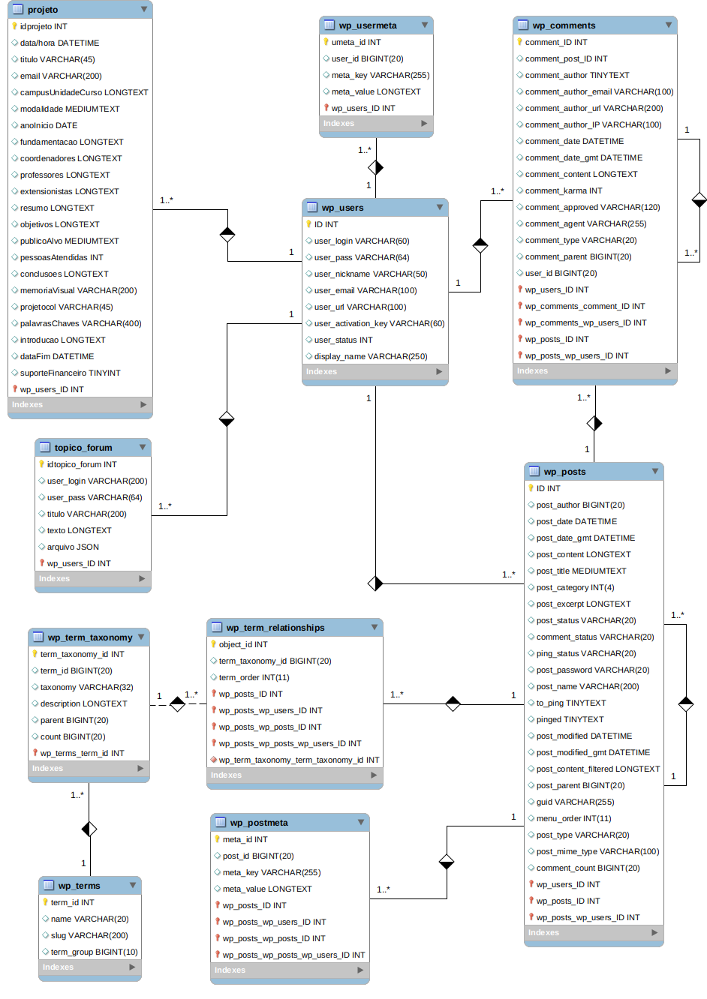 projeto
idprojeto INT
data/hora DATETIME
titulo VARCHAR(45)
email VARCHAR(200)
campusUnidadeCurso LONGTEXT
modalidade MEDIUMTEXT
anoInicio DATE
fundamentacao LONGTEXT
coordenadores LONGTEXT
professores LONGTEXT
extensionistas LONGTEXT
resumo LONGTEXT
objetivos LONGTEXT
publicoAlvo MEDIUMTEXT
pessoasAtendidas INT
conclusoes LONGTEXT
memoriaVisual VARCHAR(200)
projetocol VARCHAR(45)
palavrasChaves VARCHAR(400)
introducao LONGTEXT
dataFim DATETIME
suporteFinanceiro TINYINT
wp_users_ID INT
Indexes
1..*
1
wp_usermeta
umeta_id INT
user_id BIGINT(20)
meta_key VARCHAR(255)
meta_value LONGTEXT
wp_users_ID INT
Indexes
1..*
1
wp_users
ID INT
user_login VARCHAR(60)
user_pass VARCHAR(64)
user_nickname VARCHAR(50)
user_email VARCHAR(100)
user_url VARCHAR(100)
user_activation_key VARCHAR(60)
user_status INT
display_name VARCHAR(250)
Indexes
1..*
1
1
1
wp_comments
comment_ID INT
comment_post_ID INT
comment_author TINYTEXT
comment_author_email VARCHAR(100)
comment_author_url VARCHAR(200)
comment_author_IP VARCHAR(100)
comment_date DATETIME
comment_date_gmt DATETIME
comment_content LONGTEXT
comment_karma INT
comment_approved VARCHAR(120)
comment_agent VARCHAR(255)
comment_type VARCHAR(20)
comment_parent BIGINT(20)
user_id BIGINT(20)
wp_users_ID INT
wp_comments_comment_ID INT
wp_comments_wp_users_ID INT
wp_posts_ID INT
wp_posts_wp_users_ID INT
Indexes
1
1..*
1..*
1
topico_forum
idtopico_forum INT
user_login VARCHAR(200)
user_pass VARCHAR(64)
titulo VARCHAR(200)
texto LONGTEXT
arquivo JSON
wp_users_ID INT
Indexes
1..*
1..*
wp_posts
ID INT
post_author BIGINT(20)
post_date DATETIME
post_date_gmt DATETIME
post_content LONGTEXT
post_title MEDIUMTEXT
post_category INT(4)
post_excerpt LONGTEXT
post_status VARCHAR(20)
comment_status VARCHAR(20)
ping_status VARCHAR(20)
post_password VARCHAR(20)
post_name VARCHAR(200)
to_ping TINYTEXT
pinged TINYTEXT
post_modified DATETIME
post_modified_gmt DATETIME
post_content_filtered LONGTEXT
post_parent BIGINT(20)
guid VARCHAR(255)
menu_order INT(11)
post_type VARCHAR(20)
post_mime_type VARCHAR(100)
comment_count BIGINT(20)
wp_users_ID INT
wp_posts_ID INT
wp_posts_wp_users_ID INT
Indexes
1..*
1
wp_term_taxonomy
term_taxonomy_id INT
term_id BIGINT(20)
taxonomy VARCHAR(32)
description LONGTEXT
parent BIGINT(20)
count BIGINT(20)
wp_terms_term_id INT
Indexes
1
1..*
wp_term_relationships
object_id INT
term_taxonomy_id BIGINT(20)
term_order INT(11)
wp_posts_ID INT
wp_posts_wp_users_ID INT
wp_posts_wp_posts_ID INT
wp_posts_wp_posts_wp_users_ID INT
wp_term_taxonomy_term_taxonomy_id INT
Indexes
1..*
1
1..*
1
wp_terms
term_id INT
name VARCHAR(20)
slug VARCHAR(200)
term_group BIGINT(10)
Indexes
wp_postmeta
meta_id INT
post_id BIGINT(20)
meta_key VARCHAR(255)
meta_value LONGTEXT
wp_posts_ID INT
wp_posts_wp_users_ID INT
wp_posts_wp_posts_ID INT
wp_posts_wp_posts_wp_users_ID INT
Indexes
1
1..*